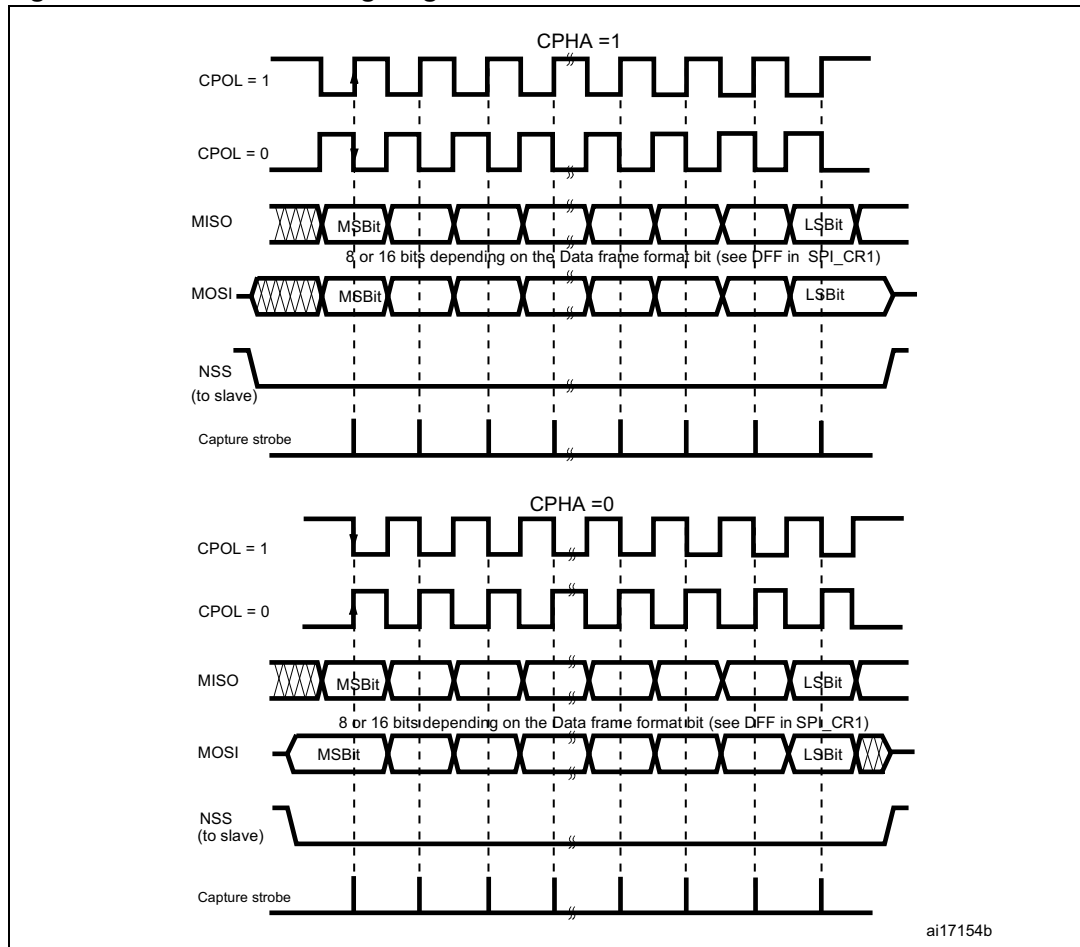 CPHA =1
CPOL = 1
CPOL = 0
MISO
MSBit
LSBit
8 or 16 bits depending on the Data frame format bit (see DFF in SPI_CR1)
MOSI
MSBit
LSBit
NSS
(to slave)
Capture strobe
CPHA =0
CPOL = 1
CPOL = 0
MISO
MSBit
LSBit
8 or 16 bits depending on the Data frame format bit (see DFF in SPI_CR1)
MOSI
MSBit
LSBit
NSS
(to slave)
Capture strobe
ai17154b